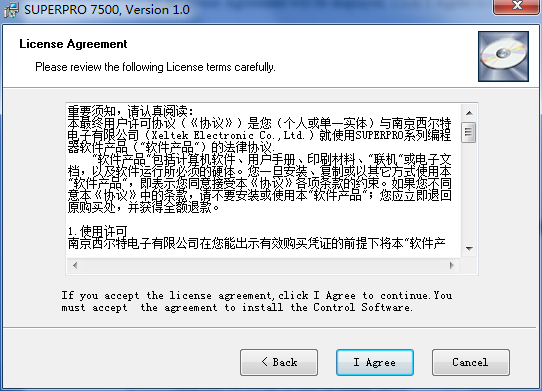 SUPERPRO 7500, Version 1.0
License Agreement
Please review the following License terms carefully.
重要须知，请认真阅读：
本最终用户许可协议（《协议》）是您（个人或单一实体）与南京西尔特
电子有限公司（Xeltek Electronic Co.,Ltd.）就使用SUPERPRO系列编程
器软件产品（“软件产品”）的法律协议.
“软件产品”包括计算机软件、用户手册、印刷材料、“联机”或电子文
档，以及软件运行所必须的硬体。您一旦安装、复制或以其它方式使用本
“软件产品”，即表示您同意接受本《协议》各项条款的约束。如果您不同
意本《协议》中的条款，请不要安装或使用本“软件产品”；您应立即退回
原购买处，并获得全额退款。
1.使用许可
南京西尔特电子有限公司在您能出示有效购买凭证的前提下将本“软件产
If you accept the license agreement,click I Agree to continue.You
must accept the agreement to install the Control Software.
< Back
I Agree
Cancel